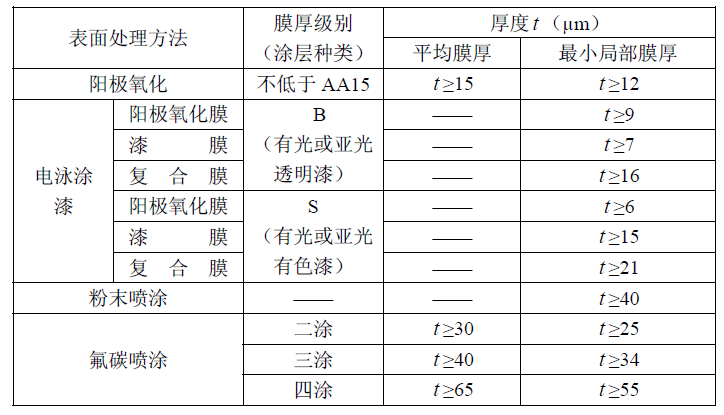 表面处理方法 膜厚级别（涂层种类） 厚度 t（μm）
平均膜厚 最小局部膜厚
阳极氧化 不低于 AA15 t≥15 t≥12
电泳涂漆 阳极氧化膜 B（有光或亚光透明漆） —— t≥9
漆 膜 —— t≥7
复 合 膜 —— t≥16
阳极氧化膜 S（有光或亚光有色漆） —— t≥6
漆 膜 —— t≥15
复 合 膜 —— t≥21
粉末喷涂 —— —— t≥40
氟碳喷涂 二涂 t≥30 t≥25
三涂 t≥40 t≥34
四涂 t≥65 t≥55